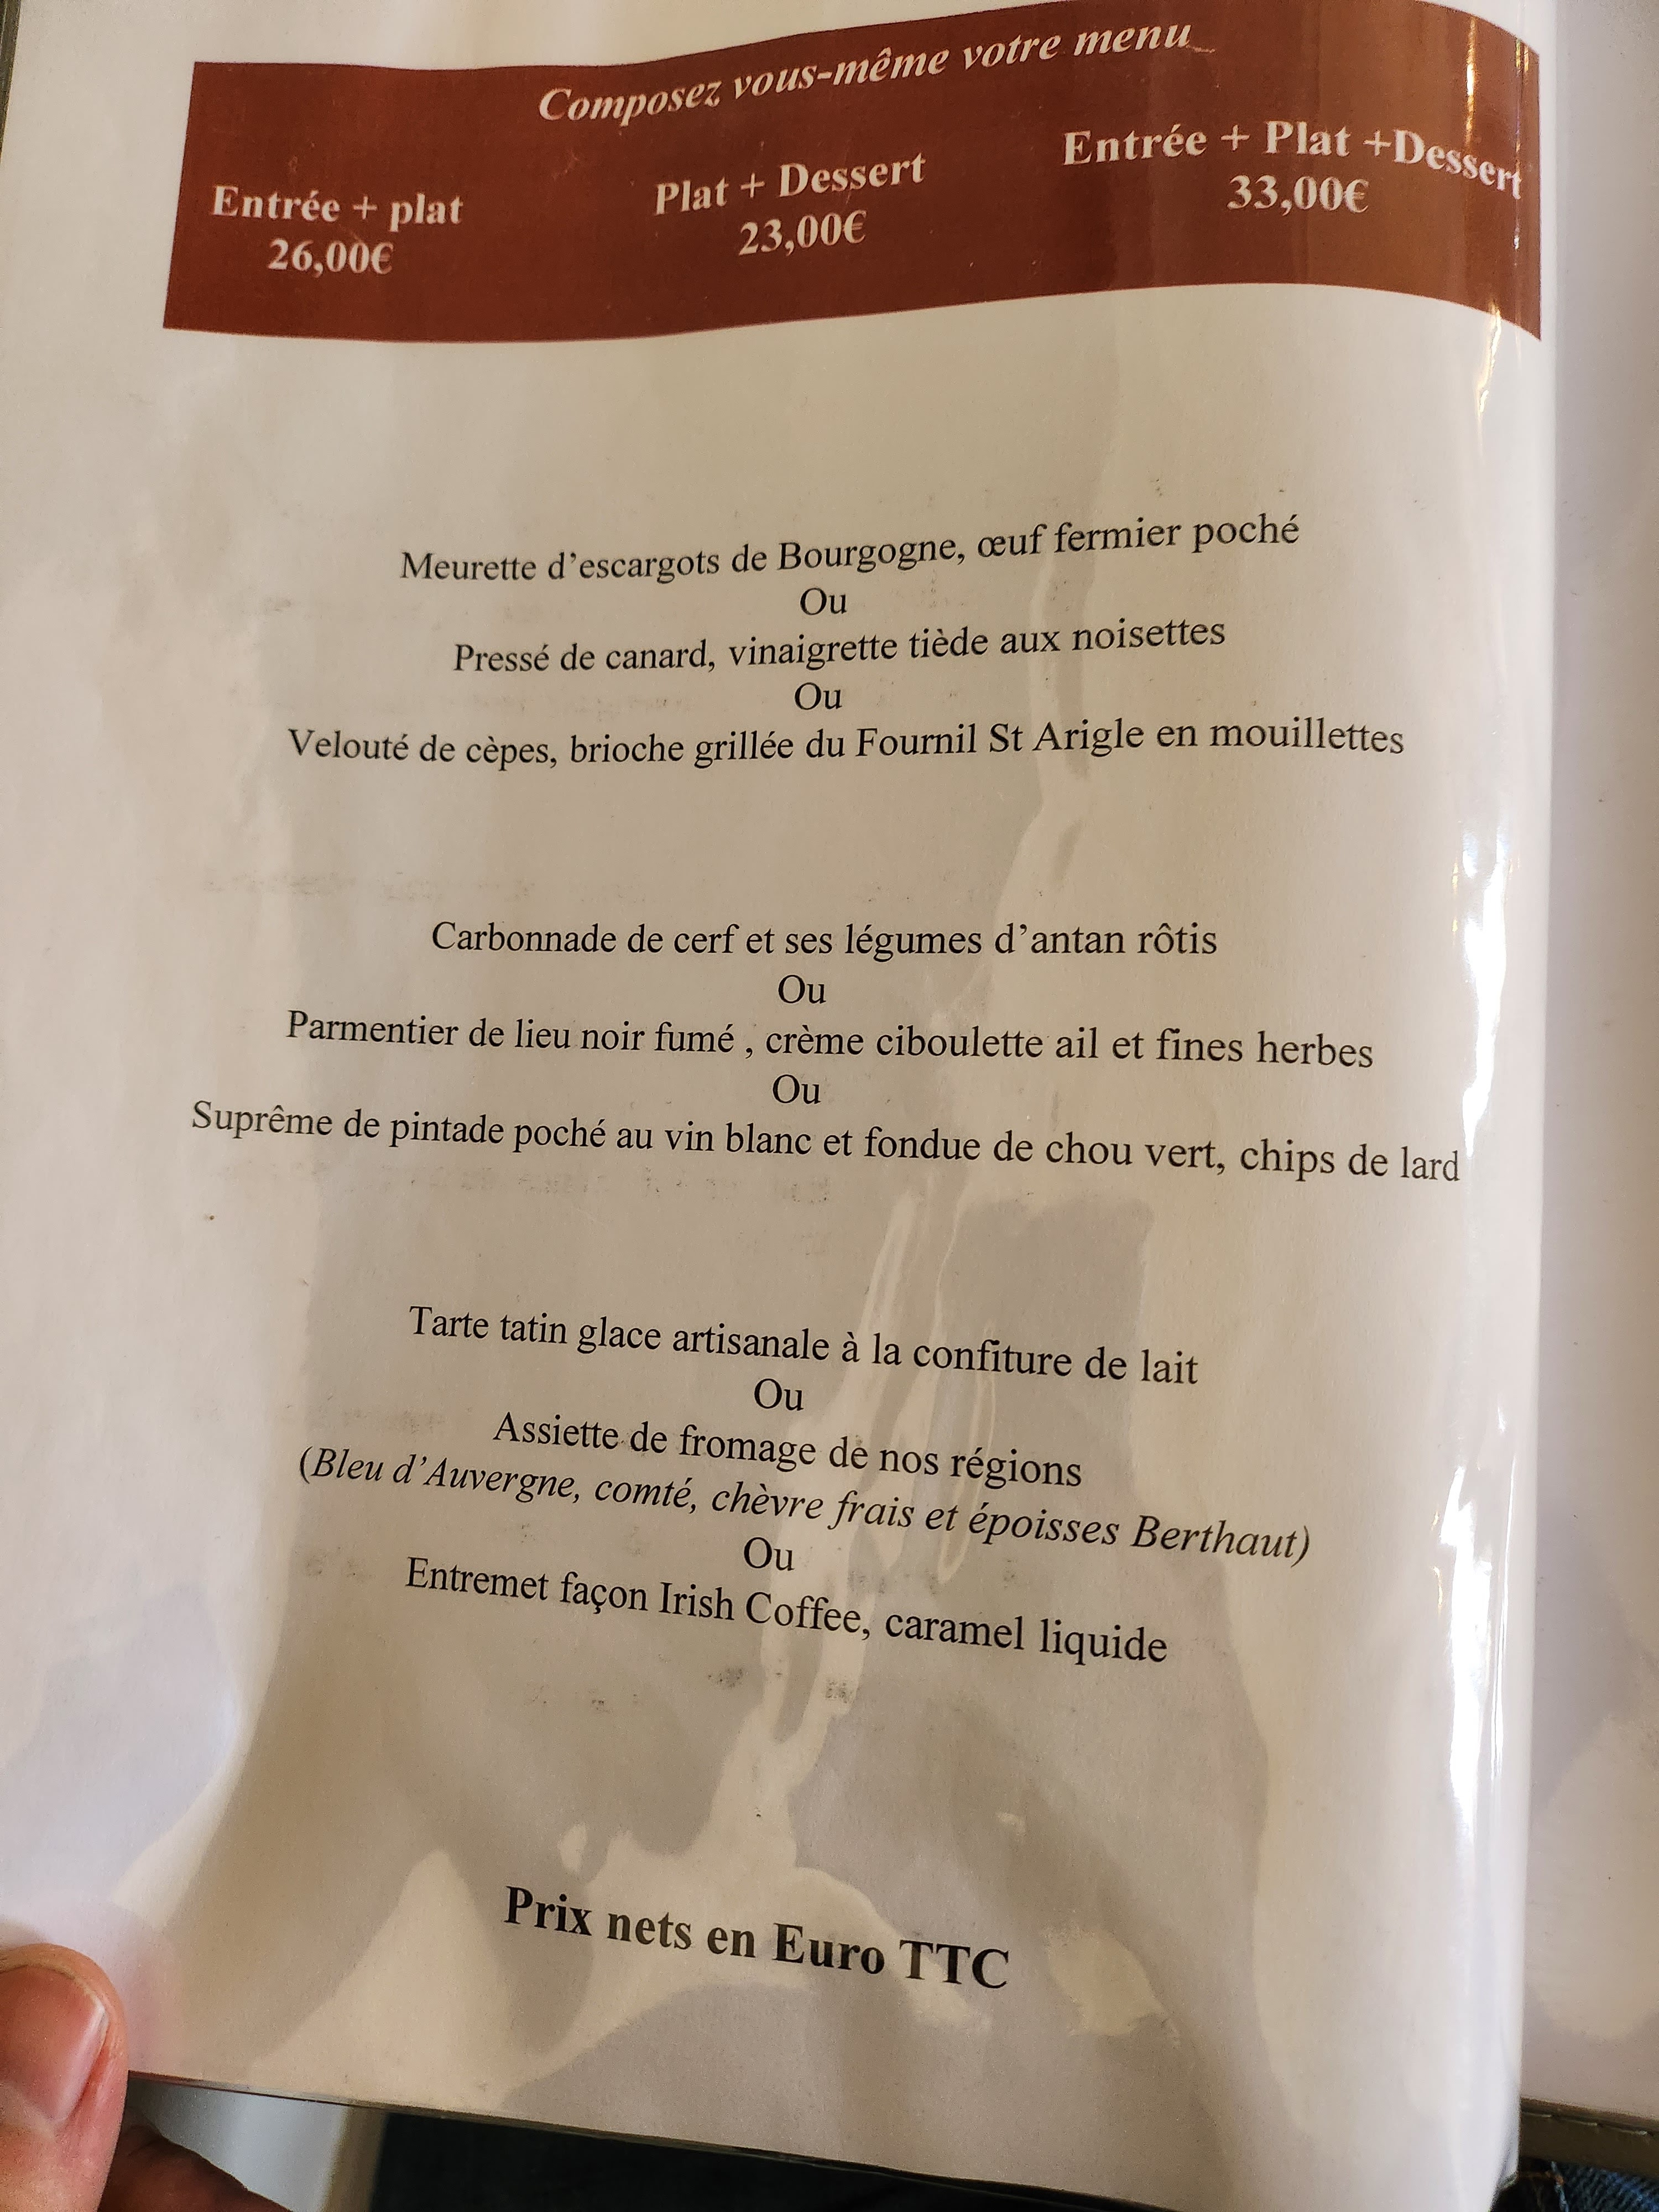 Composez vous-même votre menu
Entrée + plat
26,00€
Plat + Dessert
23,00€
Entrée + Plat +Dessert
33,00€
Meurette d’escargots de Bourgogne, œuf fermier poché
Ou
Pressé de canard, vinaigrette tiède aux noisettes
Ou
Velouté de cèpes, brioche grillée du Fournil St Arigle en mouillettes
Carbonnade de cerf et ses légumes d’antan rôtis
Ou
Parmentier de lieu noir fumé , crème ciboulette ail et fines herbes
Ou
Suprême de pintade poché au vin blanc et fondue de chou vert, chips de lard
Tarte tatin glace artisanale à la confiture de lait
Ou
Assiette de fromage de nos régions
(Bleu d’Auvergne, comté, chèvre frais et époisses Berthaut)
Ou
Entremet façon Irish Coffee, caramel liquide
Prix nets en Euro TTC